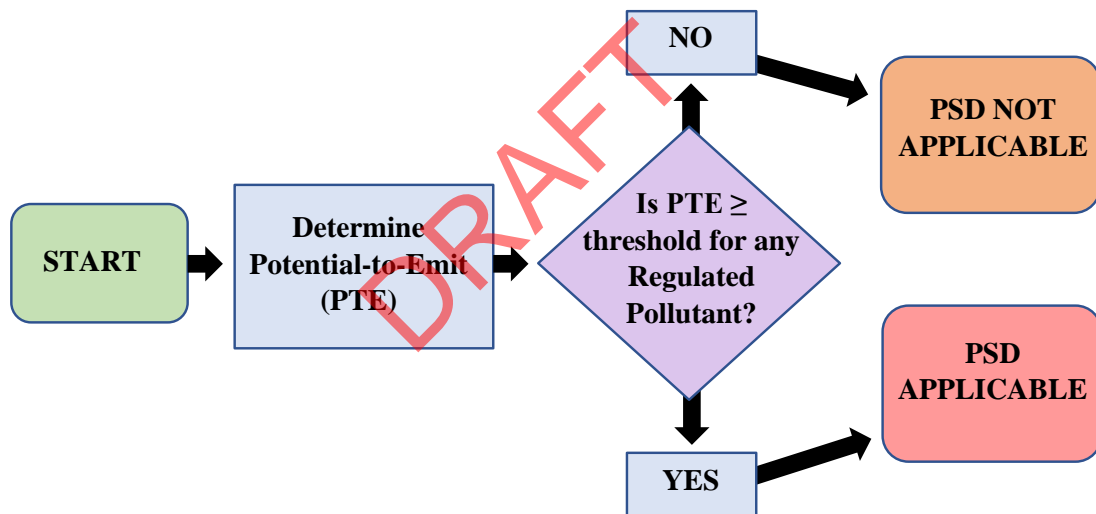 START
Determine
Potential-to-Emit
(PTE)
Is PTE ≥
threshold for any
Regulated
Pollutant?
NO
PSD NOT
APPLICABLE
YES
PSD
APPLICABLE
DRAFT